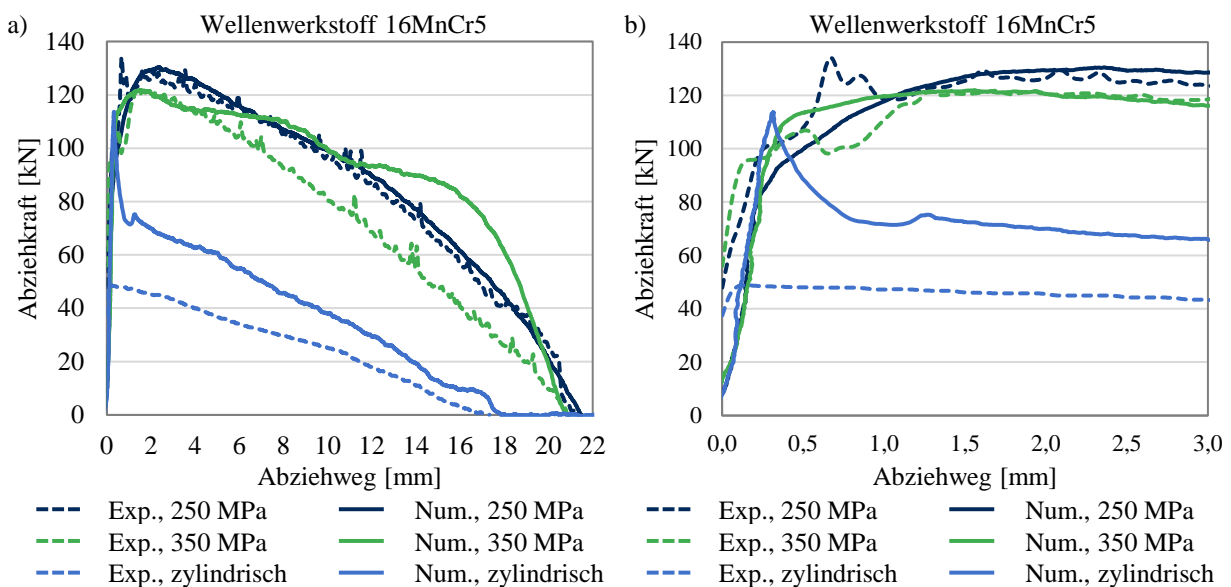 a)
Wellenwerkstoff 16MnCr5
140
120
100
80
60
40
20
0
Abziehkraft [kN]
0 2 4 6 8 10 12 14 16 18 20 22
Abziehweg [mm]
Exp., 250 MPa Num., 250 MPa
Exp., 350 MPa Num., 350 MPa
Exp., zylindrisch Num., zylindrisch
b)
Wellenwerkstoff 16MnCr5
140
120
100
80
60
40
20
0
Abziehkraft [kN]
0,0 0,5 1,0 1,5 2,0 2,5 3,0
Abziehweg [mm]
Exp., 250 MPa Num., 250 MPa
Exp., 350 MPa Num., 350 MPa
Exp., zylindrisch Num., zylindrisch